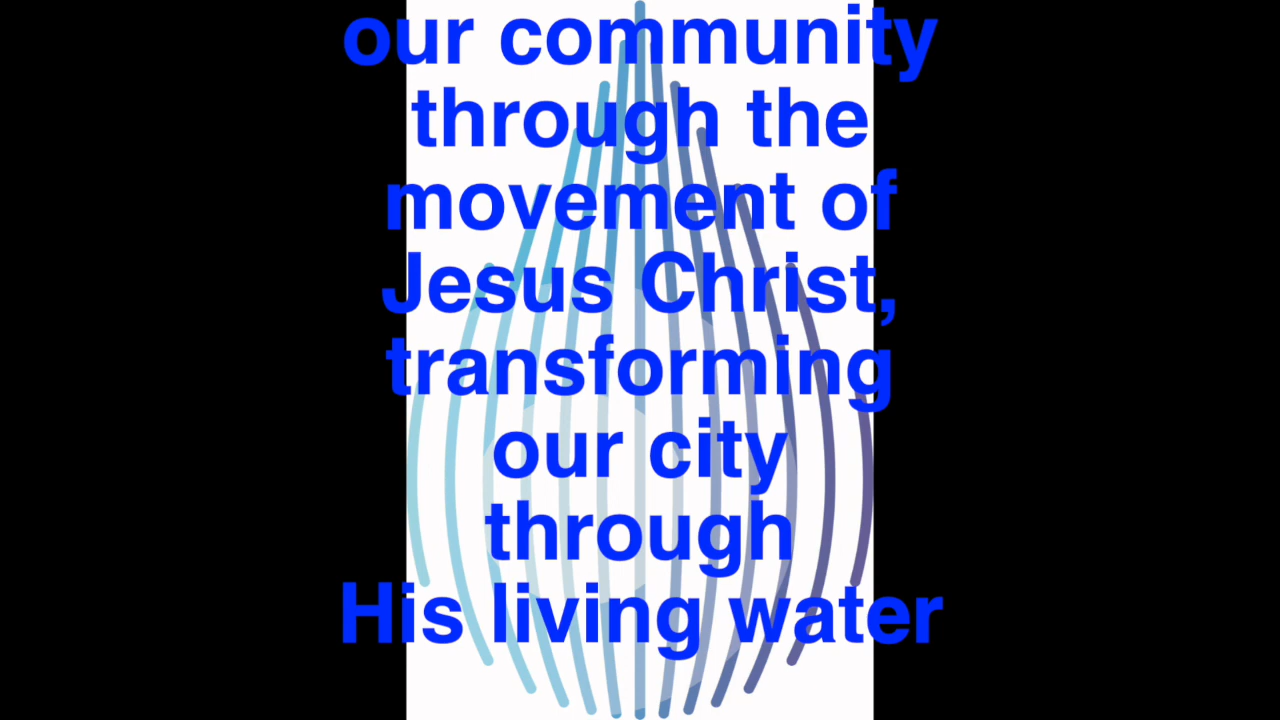 our community
through the
movement of
Jesus Christ,
transforming
our city
through
His living water